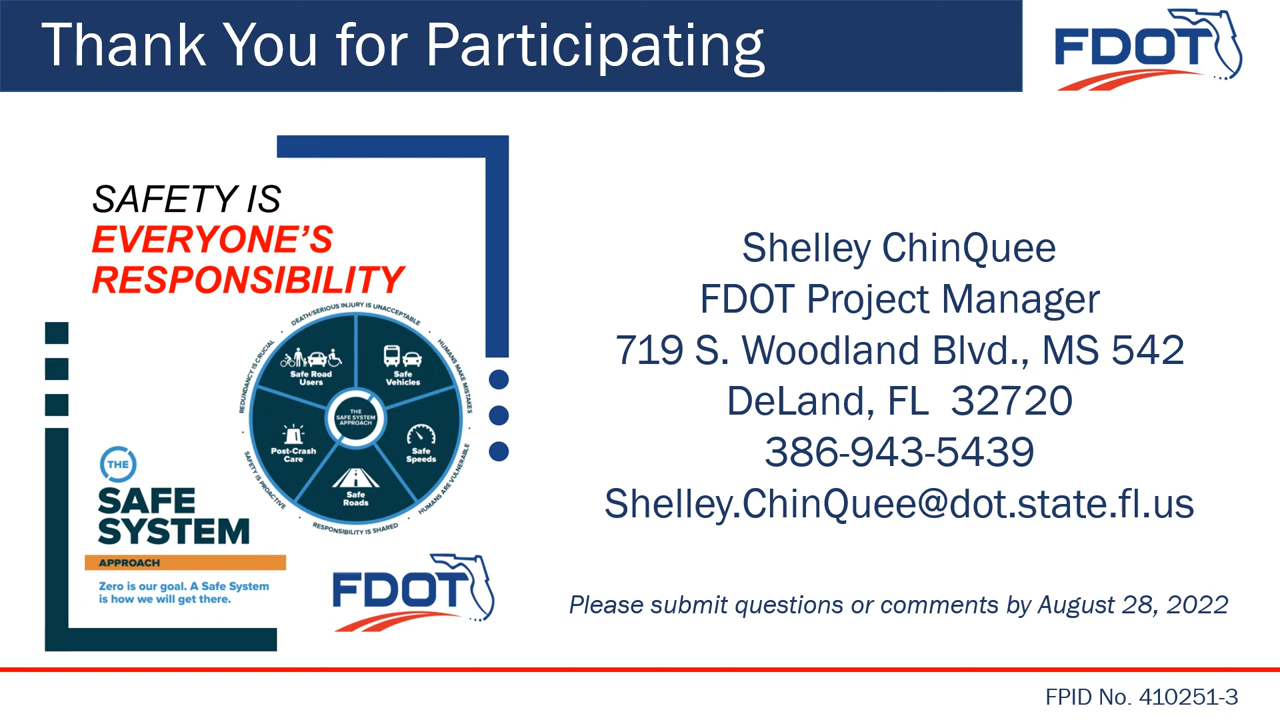 Thank You for Participating
FDOT
SAFETY IS
EVERYONE'S
RESPONSIBILITY
DEATH/SERIOUS INJURY IS UNACCEPTABLE
HUMANS MAKE MISTAKES
HUMANS ARE VULNERABLE
RESPONSIBILITY IS SHARED
SAFETY IS PROACTIVE
REDUNDANCY IS CRUCIAL
Safe Road
Users
Safe
Vehicles
THE
SAFE SYSTEM
APPROACH
Post-Crash
Care
Safe
Speeds
Safe
Roads
THE
SAFE
SYSTEM
APPROACH
Zero is our goal. A Safe System
is how we will get there.
FDOT
Shelley ChinQuee
FDOT Project Manager
719 S. Woodland Blvd., MS 542
DeLand, FL  32720
386-943-5439
Shelley.ChinQuee@dot.state.fl.us
Please submit questions or comments by August 28, 2022
FPID No. 410251-3